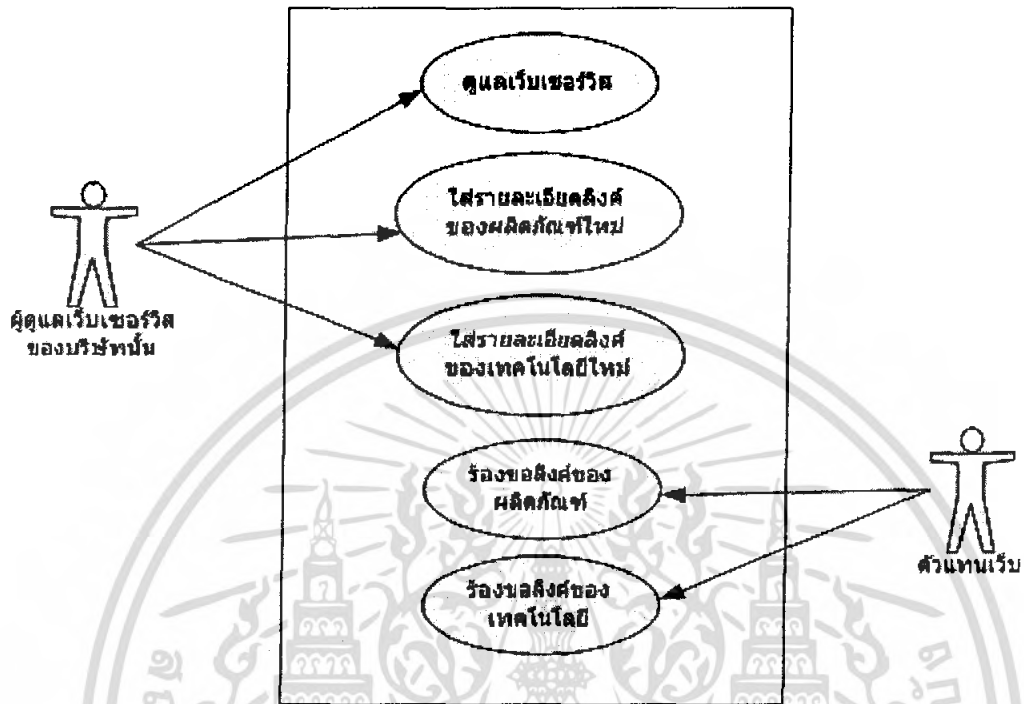 ดูแลเว็บเซอร์วิส
ใส่รายละเอียดลิงค์
ของผลิตภัณฑ์ใหม่
ผู้ดูแลเว็บเซอร์วิส
ของบริษัทนั้น
ใส่รายละเอียดลิงค์
ของเทคโนโลยีใหม่
ร้องขอลิงค์ของ
ผลิตภัณฑ์
ตัวแทนเว็บ
ร้องขอลิงค์ของ
เทคโนโลยี